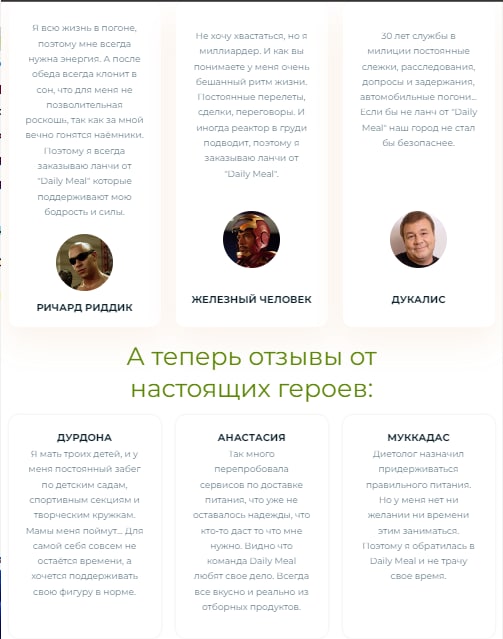 Я всю жизнь в погоне,
поэтому мне всегда
нужна энергия. А после
обеда всегда клонит в
сон, что для меня не
позволительная
роскошь, так как за мной
вечно гонятся наёмники.
Поэтому я всегда
заказываю ланчи от
"Daily Meal" которые
поддерживают мою
бодрость и силы.
РИЧАРД РИДДИК
Не хочу хвастаться, но я
миллиардер. И как вы
понимаете у меня очень
бешанный ритм жизни.
Постоянные перелеты,
сделки, переговоры. И
иногда реактор в груди
подводит, поэтому я
заказываю ланчи от
"Daily Meal".
ЖЕЛЕЗНЫЙ ЧЕЛОВЕК
30 лет службы в
милиции постоянные
слежки, расследования,
допросы и задержания,
автомобильные погони...
Если бы не ланч от "Daily
Meal" наш город не стал
бы безопаснее.
ДУКАЛИС
А теперь отзывы от
настоящих героев:
ДУРДОНА
Я мать троих детей, и у
меня постоянный забег
по детским садам,
спортивным секциям и
творческим кружкам.
Мамы меня поймут... Для
самой себя совсем не
остаётся времени, а
хочется поддерживать
свою фигуру в норме.
АНАСТАСИЯ
Так много
перепробовала
сервисов по доставке
питания, что уже не
оставалось надежды, что
кто-то даст то что мне
нужно. Видно что
команда Daily Meal
любят свое дело. Всегда
все вкусно и реально из
отборных продуктов.
МУККАДАС
Диетолог назначил
придерживаться
правильного питания.
Но у меня нет ни
желании ни времени
этим заниматься.
Поэтому я обратилась в
Daily Meal и не трачу
свое время.